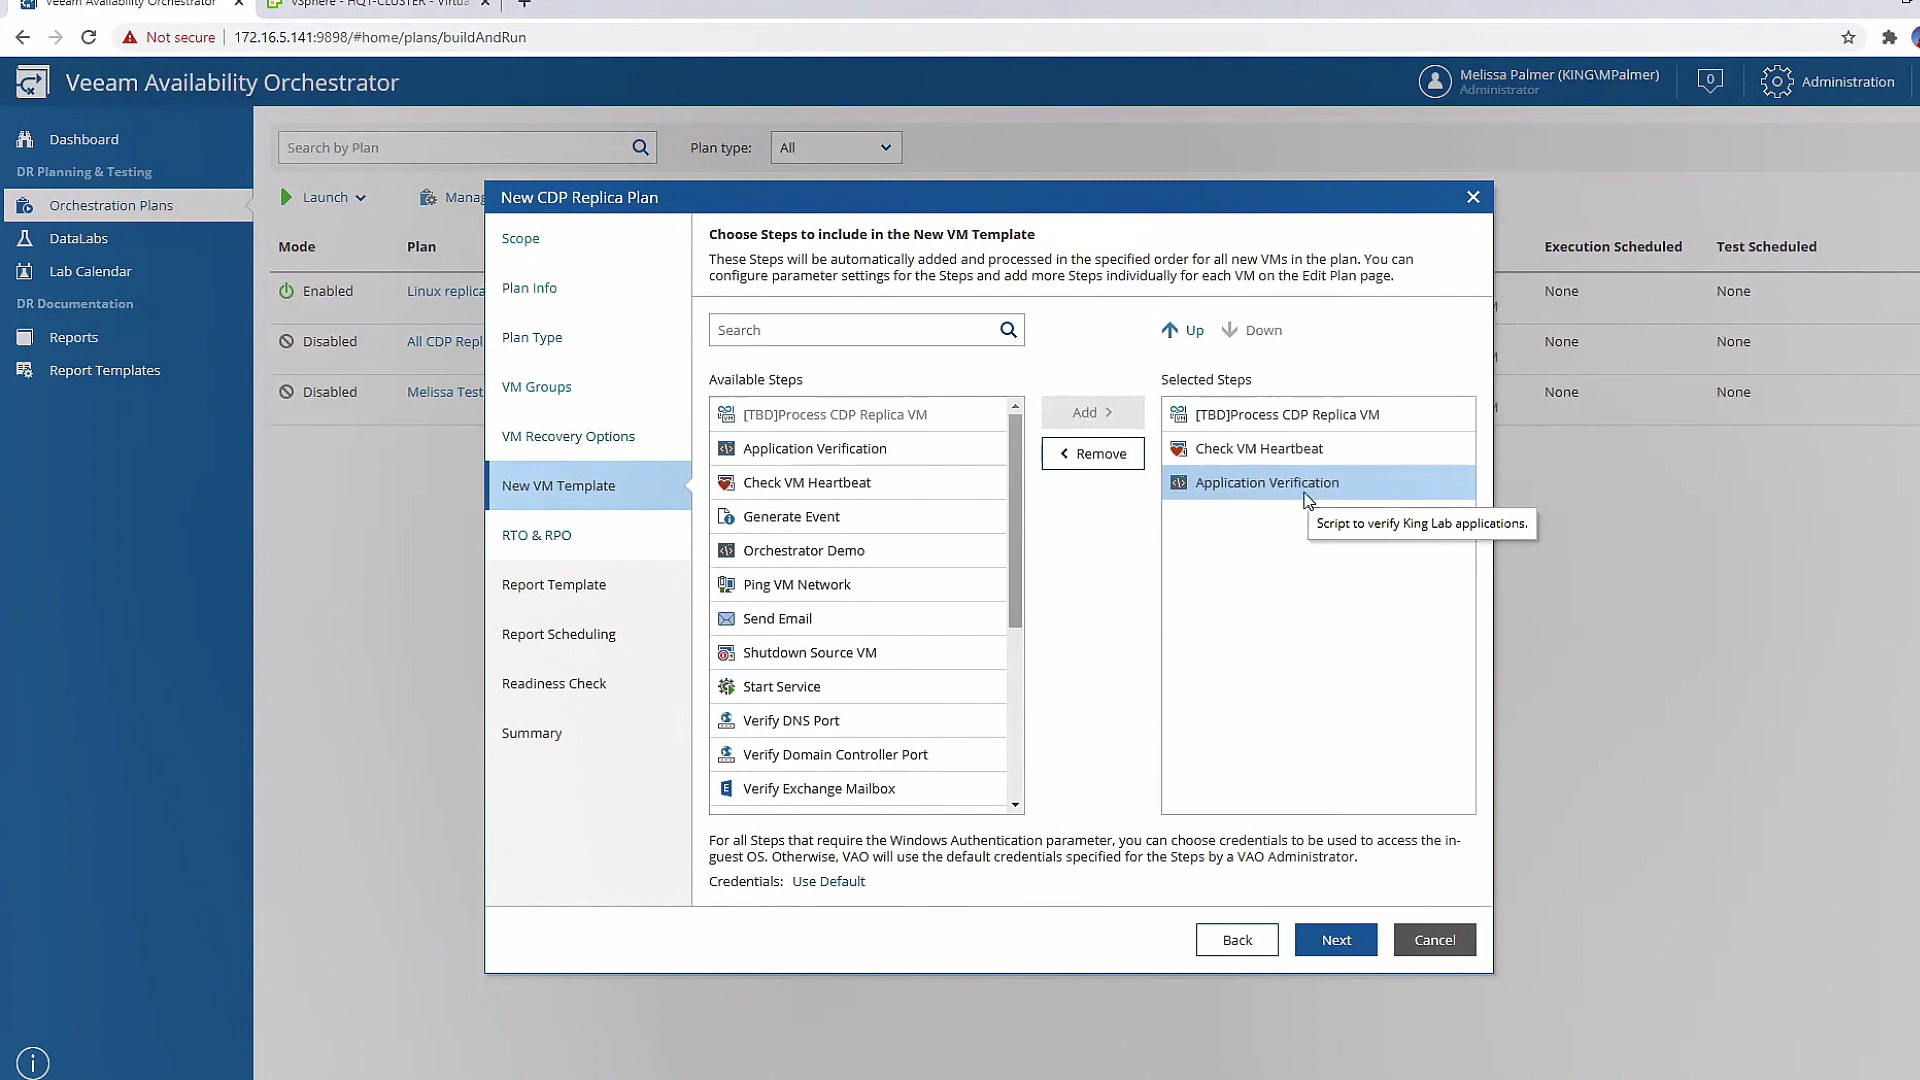 Veeam Availability Orchestrator
vSphere - HQ1-CLUSTER - Virtua
Not secure
172.16.5.141:9898/#home/plans/buildAndRun
Veeam Availability Orchestrator
Melissa Palmer (KING\MPalmer)
Administrator
0
Administration
Dashboard
DR Planning & Testing
Orchestration Plans
DataLabs
Lab Calendar
DR Documentation
Reports
Report Templates
Search by Plan
Plan type:
All
Launch
Manag
Mode
Plan
Execution Scheduled
Test Scheduled
Enabled
Linux replica
None
None
Disabled
All CDP Repl
None
None
Disabled
Melissa Test
None
None
New CDP Replica Plan
Scope
Plan Info
Plan Type
VM Groups
VM Recovery Options
New VM Template
RTO & RPO
Report Template
Report Scheduling
Readiness Check
Summary
Choose Steps to include in the New VM Template
These Steps will be automatically added and processed in the specified order for all new VMs in the plan. You can
configure parameter settings for the Steps and add more Steps individually for each VM on the Edit Plan page.
Search
Up
Down
Available Steps
[TBD]Process CDP Replica VM
Application Verification
Check VM Heartbeat
Generate Event
Orchestrator Demo
Ping VM Network
Send Email
Shutdown Source VM
Start Service
Verify DNS Port
Verify Domain Controller Port
Verify Exchange Mailbox
Add
Remove
Selected Steps
[TBD]Process CDP Replica VM
Check VM Heartbeat
Application Verification
Script to verify King Lab applications.
For all Steps that require the Windows Authentication parameter, you can choose credentials to be used to access the in-
guest OS. Otherwise, VAO will use the default credentials specified for the Steps by a VAO Administrator.
Credentials: Use Default
Back
Next
Cancel